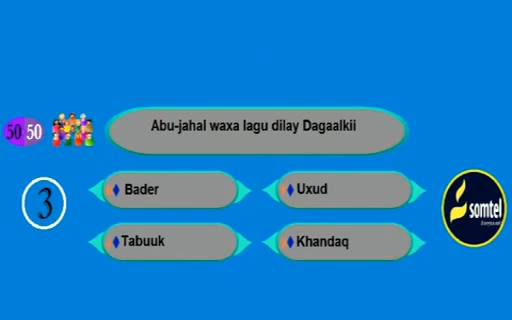 Abu-jahal waxa lagu dilay Dagaalkii
50 50
Bader
Uxud
3
somtel
Tabuuk
Khandaq